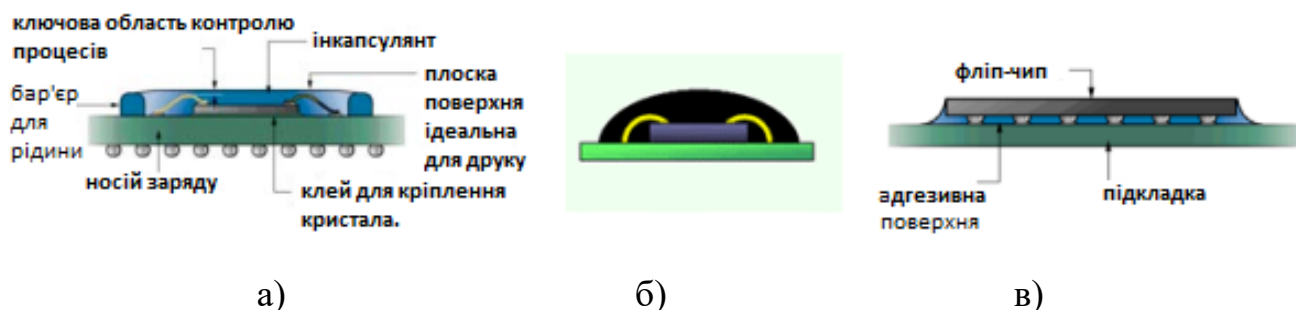 ключова область контролю
процесів
інкапсулянт
бар'єр
для
рідини
плоска
поверхня
ідеальна
для друку
носій заряду
клей для кріплення
кристала.
фліп-чип
адгезивна
поверхня
підкладка
а)
б)
в)